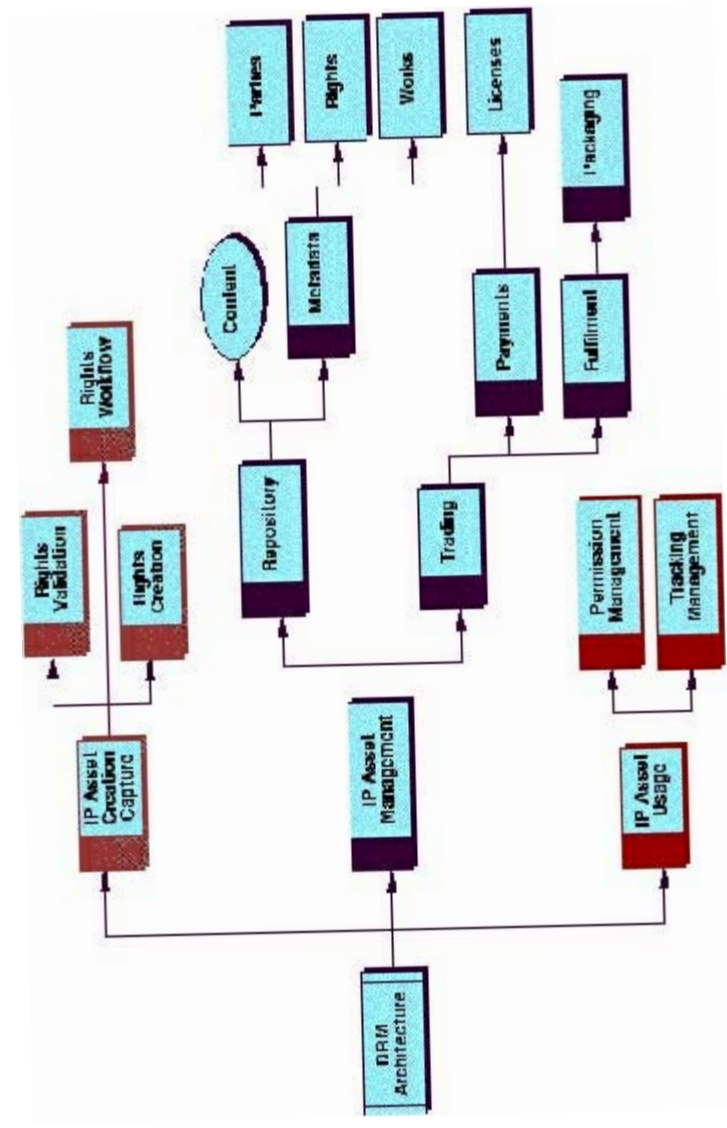 DRM
Architecture
IP Asset
Creation
Capture
IP Asset
Management
IP Asset
Usage
Rights
Validation
Rights
Creation
Rights
Workflow
Repository
Trading
Permission
Management
Tracking
Management
Content
Metadata
Payments
Fulfilment
Parties
Rights
Works
Licenses
Packaging